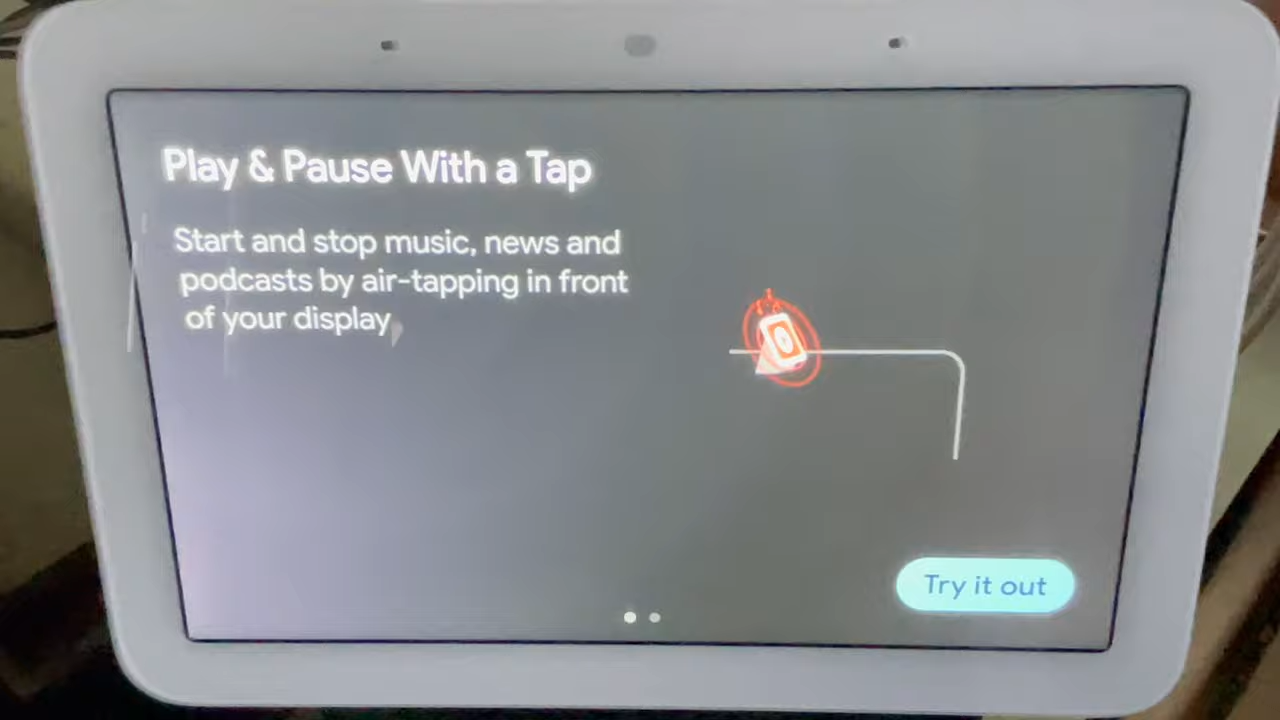 Play & Pause With a Tap
Start and stop music, news and
podcasts by air-tapping in front
of your display
Try it out